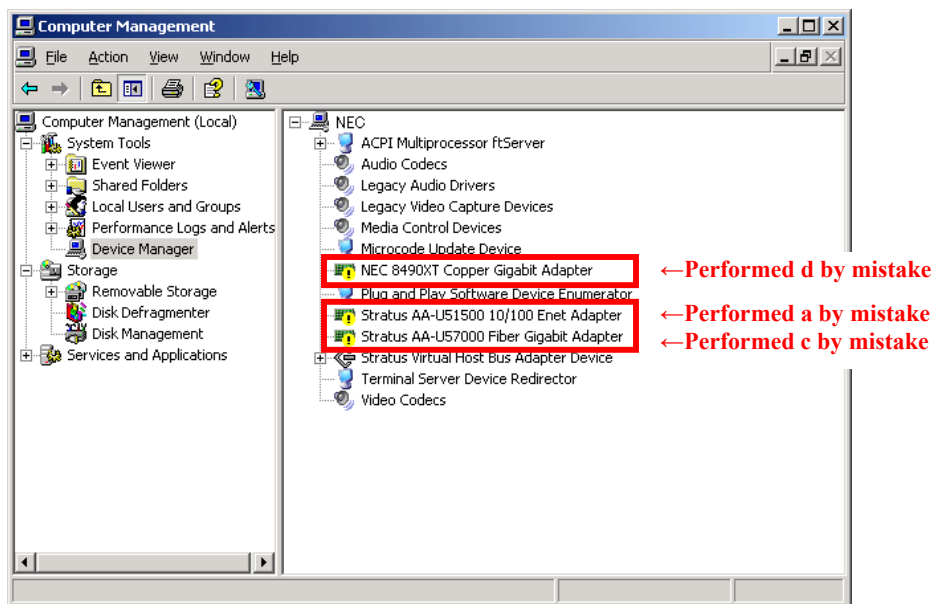 Computer Management
File Action View Window Help
Computer Management (Local)
System Tools
Event Viewer
Shared Folders
Local Users and Groups
Performance Logs and Alerts
Device Manager
Storage
Removable Storage
Disk Defragmenter
Disk Management
Services and Applications
NEC
ACPI Multiprocessor ftServer
Audio Codecs
Legacy Audio Drivers
Legacy Video Capture Devices
Media Control Devices
Microcode Update Device
NEC 8490XT Copper Gigabit Adapter ←Performed d by mistake
Plug and Play Software Device Enumerator
Stratus AA-U51500 10/100 Enet Adapter ←Performed a by mistake
Stratus AA-U57000 Fiber Gigabit Adapter ←Performed c by mistake
Stratus Virtual Host Bus Adapter Device
Terminal Server Device Redirector
Video Codecs